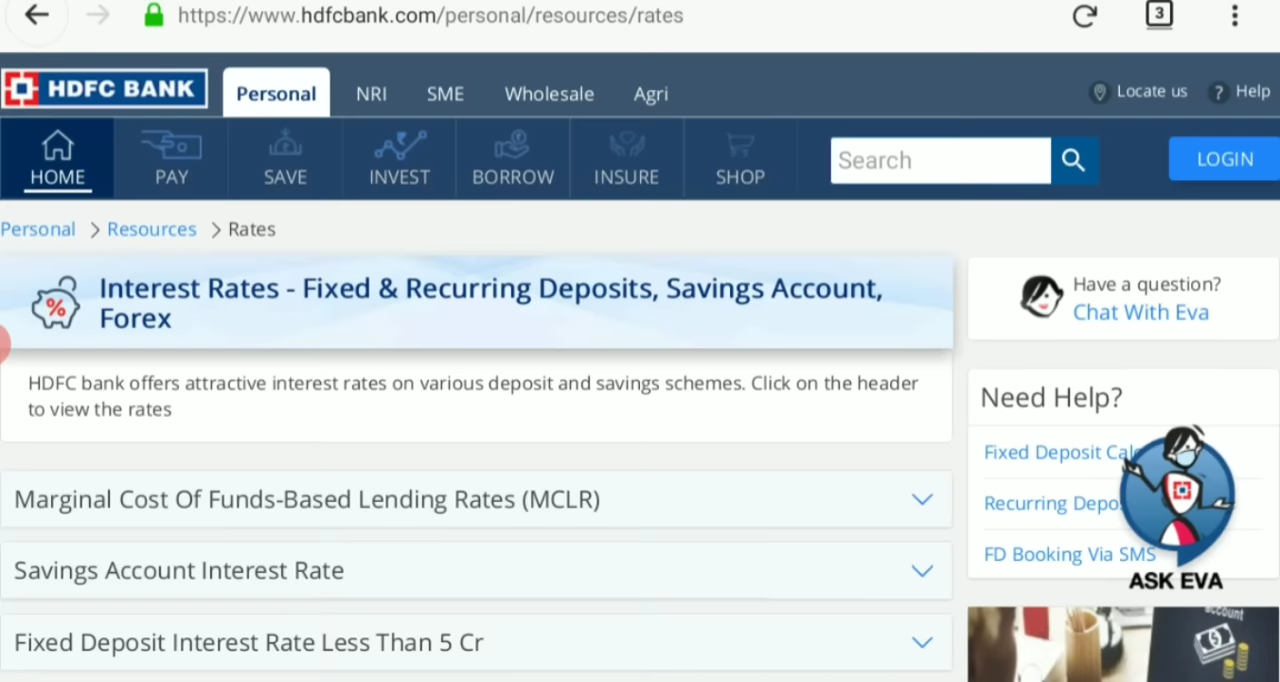 https://www.hdfcbank.com/personal/resources/rates
3
HDFC BANK
Personal
NRI
SME
Wholesale
Agri
Locate us
? Help
HOME
PAY
SAVE
INVEST
BORROW
INSURE
SHOP
Search
LOGIN
Personal > Resources > Rates
%
Interest Rates - Fixed & Recurring Deposits, Savings Account,
Forex
HDFC bank offers attractive interest rates on various deposit and savings schemes. Click on the header
to view the rates
Marginal Cost Of Funds-Based Lending Rates (MCLR)
Savings Account Interest Rate
Fixed Deposit Interest Rate Less Than 5 Cr
Have a question?
Chat With Eva
Need Help?
Fixed Deposit
Recurring
FD Booking Via SMS
ASK EVA
account